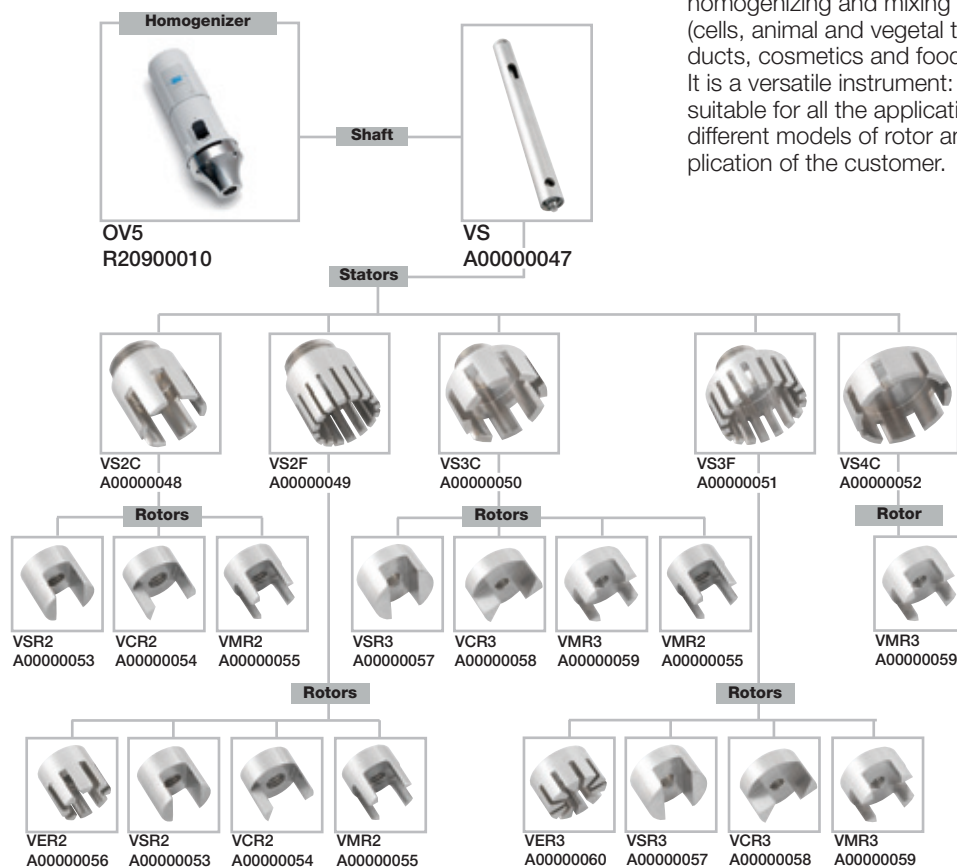 homogenizing and mixing
(cells, animal and vegetal t
ducts, cosmetics and food
It is a versatile instrument:
suitable for all the applicati
different models of rotor ar
plication of the customer.
Homogenizer
Shaft
OV5
R20900010
VS
A00000047
Stators
VS2C
A00000048
VS2F
A00000049
VS3C
A00000050
VS3F
A00000051
VS4C
A00000052
Rotors
Rotors
Rotor
VSR2
A00000053
VCR2
A00000054
VMR2
A00000055
VSR3
A00000057
VCR3
A00000058
VMR3
A00000059
VMR2
A00000055
VMR3
A00000059
Rotors
Rotors
VER2
A00000056
VSR2
A00000053
VCR2
A00000054
VMR2
A00000055
VER3
A00000060
VSR3
A00000057
VCR3
A00000058
VMR3
A00000059